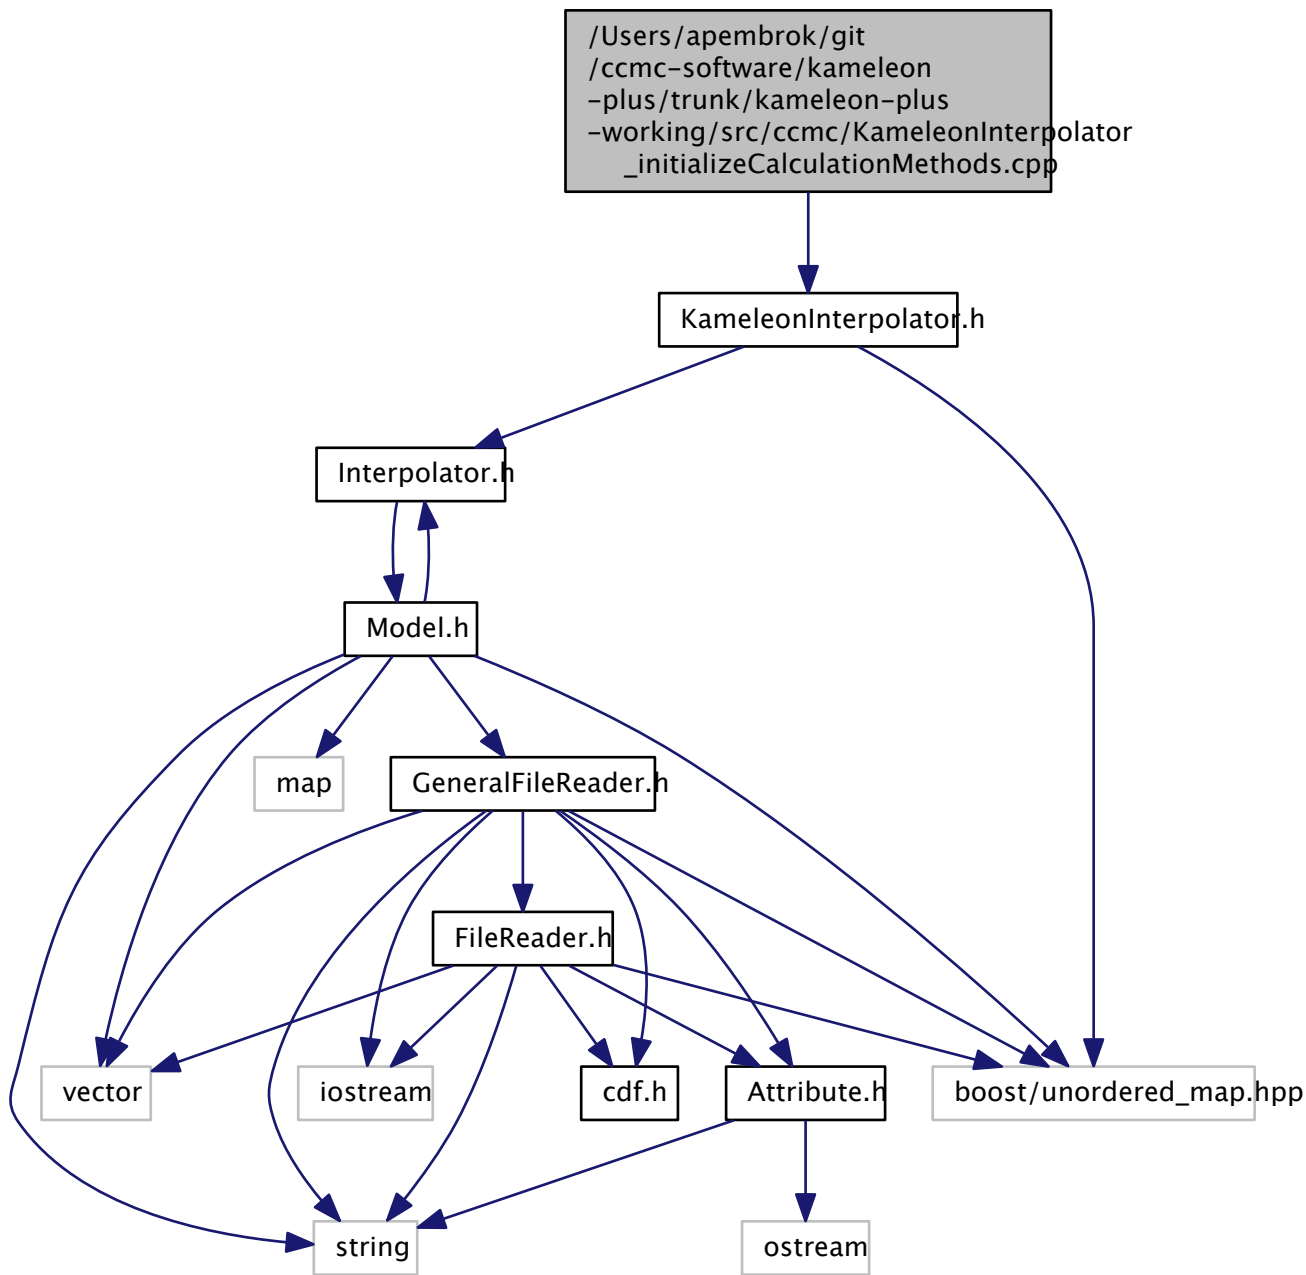 /Users/apembrok/git
/ccmc-software/kameleon
-plus/trunk/kameleon-plus
-working/src/ccmc/KameleonInterpolator
_initializeCalculationMethods.cpp
KameleonInterpolator.h
Interpolator.h
Model.h
map
GeneralFileReader.h
FileReader.h
vector
iostream
cdf.h
Attribute.h
boost/unordered_map.hpp
string
ostream